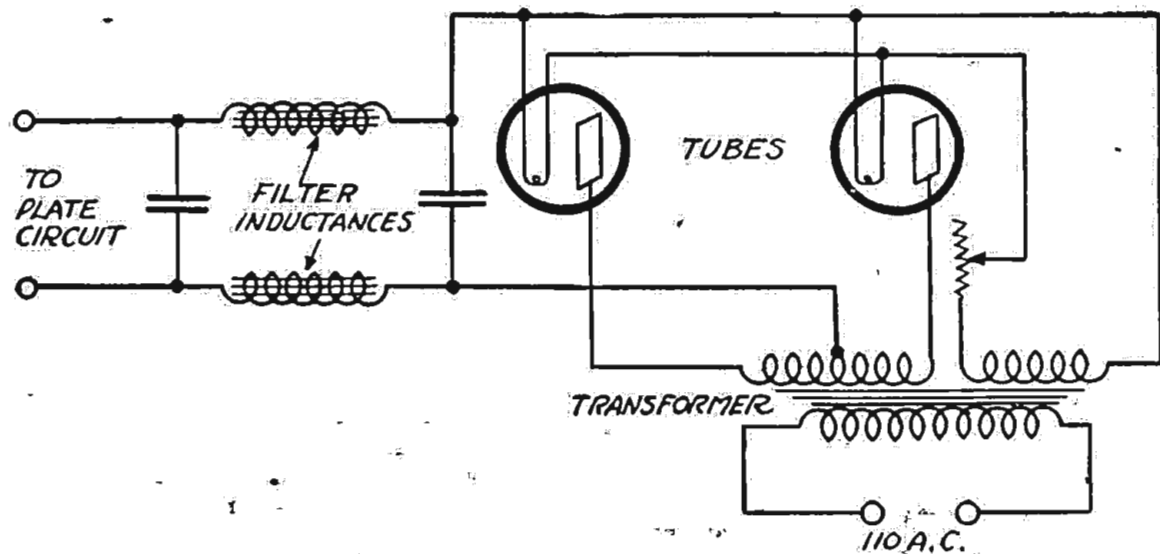 TUBES
TO
PLATE
CIRCUIT
FILTER
INDUCTANCES
TRANSFORMER
110 A.C.